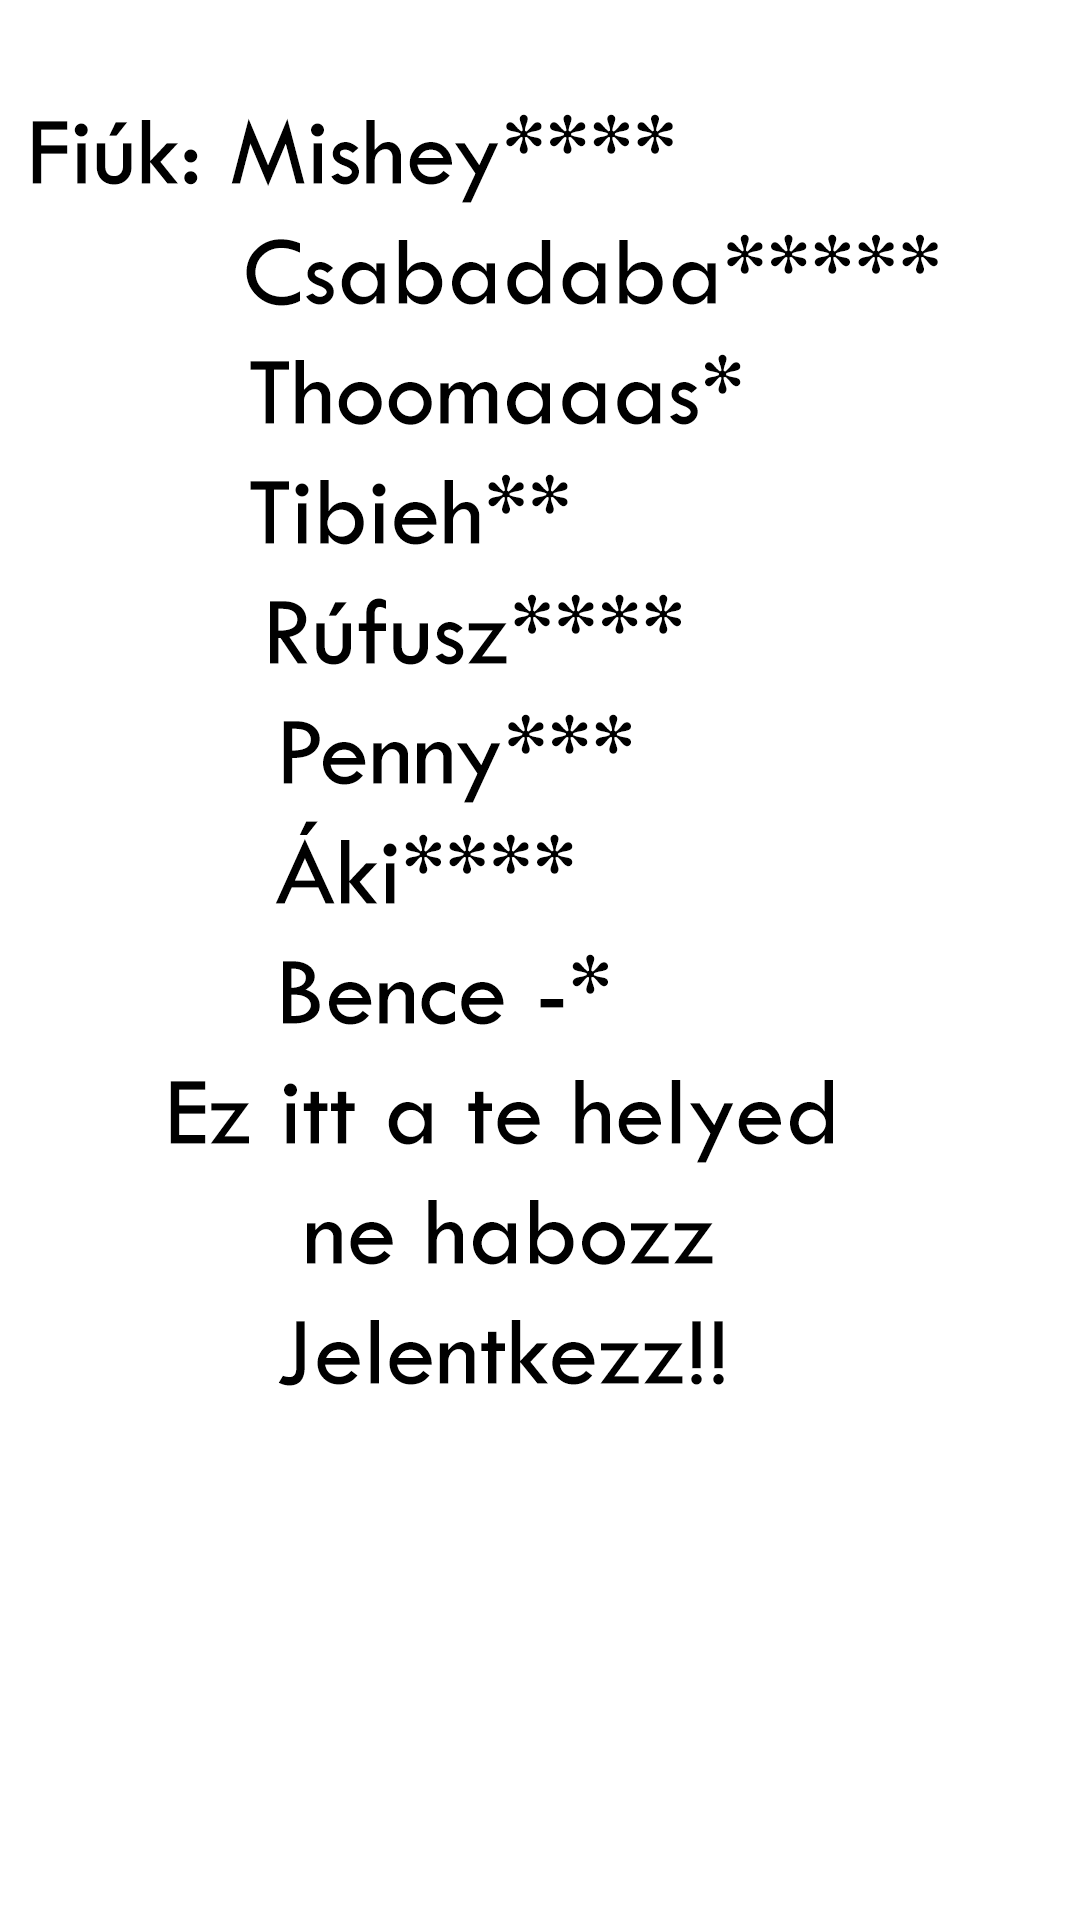 Fiúk: Mishey****
Csabadaba*****
Thoomaaas*
Tibieh**
Rúfusz****
Penny***
Áki****
Bence -*
Ez itt a te helyed
ne habozz
Jelentkezz!!